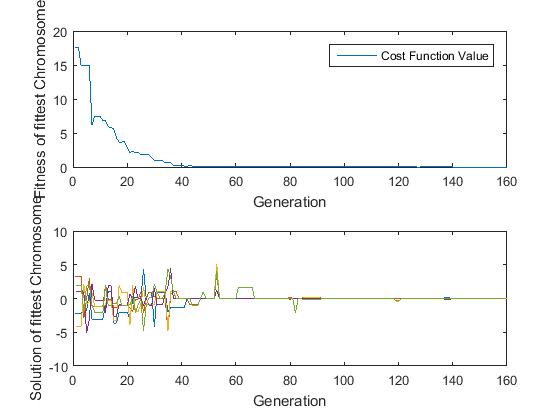 Fitness of fittest Chromosome
20
15
10
5
0
Cost Function Value
0 20 40 60 80 100 120 140 160
Generation
Solution of fittest Chromosome
10
5
0
-5
-10
0 20 40 60 80 100 120 140 160
Generation